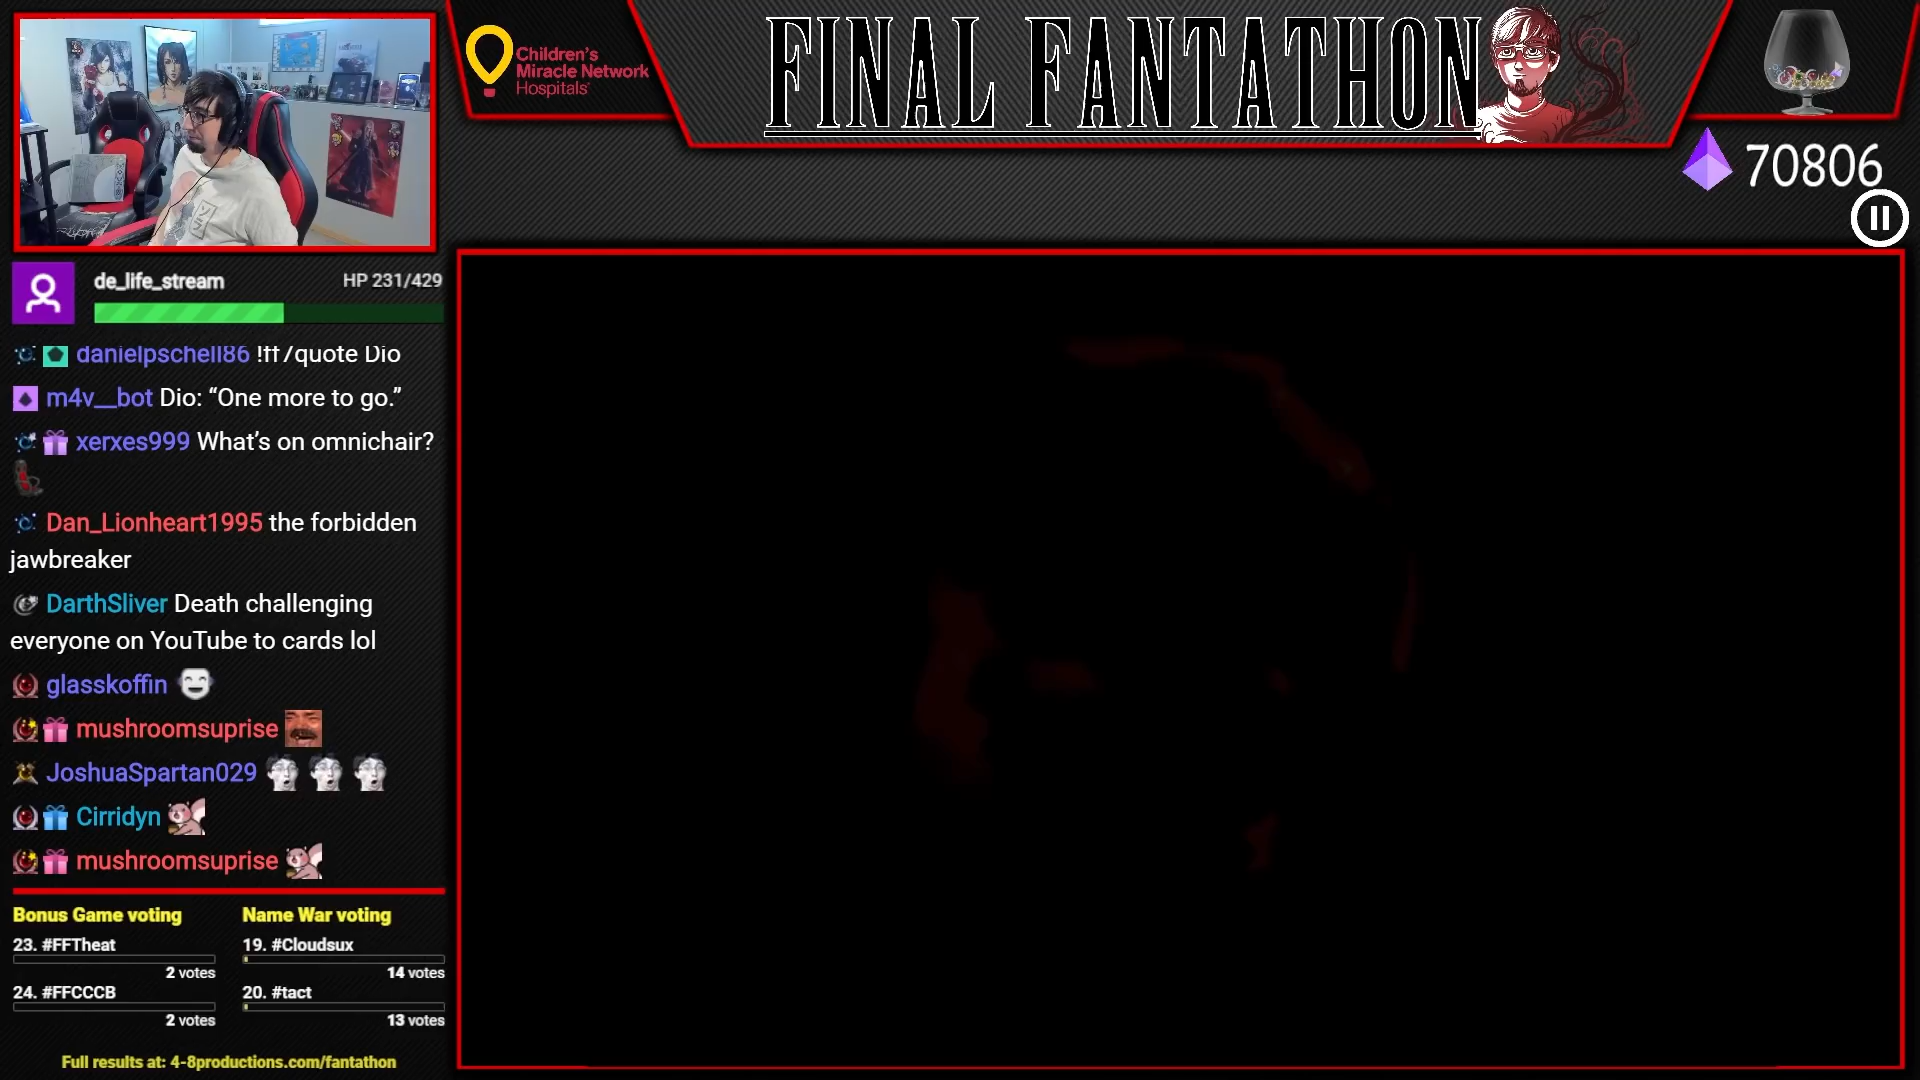 Children's
Miracle Network
Hospitals
FINAL FANTATHON
70806
de_life_stream HP 231/429
danielpschell86 !ff7quote Dio
m4v__bot Dio: “One more to go.”
xerxes999 What’s on omnichair?
Dan_Lionheart1995 the forbidden
jawbreaker
DarthSliver Death challenging
everyone on YouTube to cards lol
glasskoffin
mushroomsuprise
JoshuaSpartan029
Cirridyn
mushroomsuprise
Bonus Game voting
23. #FFTheat
2 votes
24. #FFCCCB
2 votes
Name War voting
19. #Cloudsux
14 votes
20. #tact
13 votes
Full results at: 4-8productions.com/fantathon